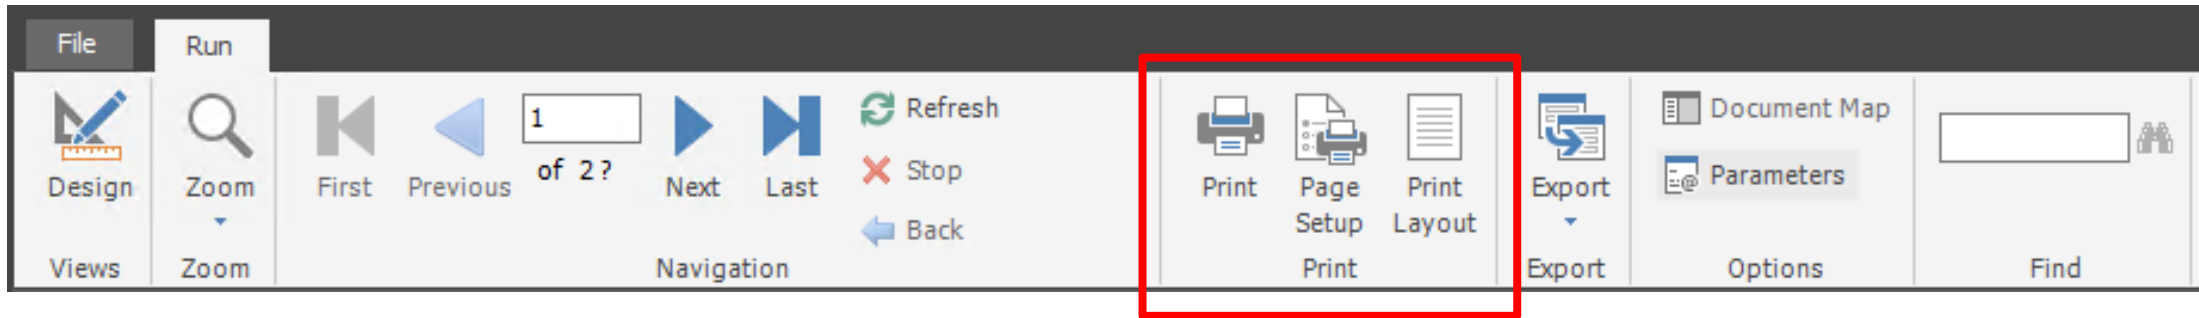 File Run
Design
Zoom
First
Previous
1
of 2?
Next
Last
Refresh
Stop
Back
Print
Page
Setup
Print
Layout
Export
Document Map
Parameters
Views
Zoom
Navigation
Print
Export
Options
Find